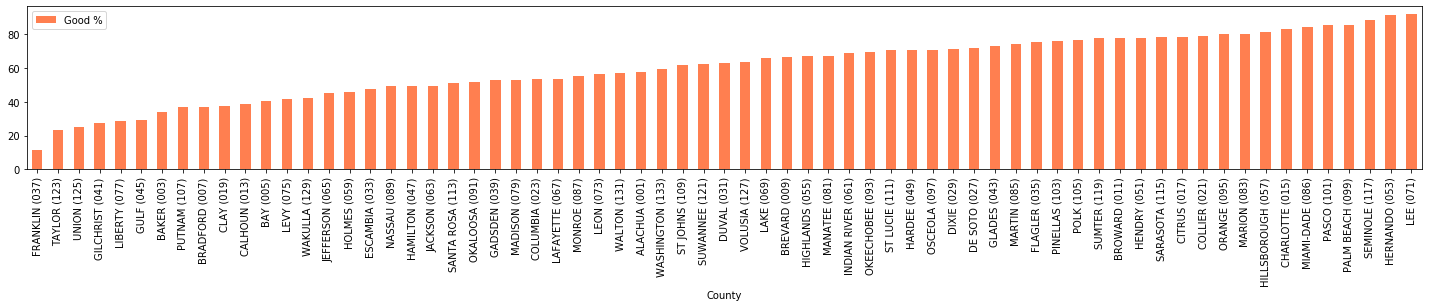 Good %
80
60
40
20
0
FRANKLIN (037)
TAYLOR (123)
UNION (125)
GILCHRIST (041)
LIBERTY (077)
GULF (045)
BAKER (003)
PUTNAM (107)
BRADFORD (007)
CLAY (019)
CALHOUN (013)
BAY (005)
LEVY (075)
WAKULLA (129)
JEFFERSON (065)
HOLMES (059)
ESCAMBIA (033)
NASSAU (089)
HAMILTON (047)
JACKSON (063)
SANTA ROSA (113)
OKALOOSA (091)
GADSDEN (039)
MADISON (079)
COLUMBIA (023)
LAFAYETTE (067)
MONROE (087)
LEON (073)
WALTON (131)
ALACHUA (001)
WASHINGTON (133)
ST JOHNS (109)
SUWANNEE (121)
DUVAL (031)
VOLUSIA (127)
LAKE (069)
BREVARD (009)
HIGHLANDS (055)
MANATEE (081)
INDIAN RIVER (061)
OKEECHOBEE (093)
ST LUCIE (111)
HARDEE (049)
OSCEOLA (097)
DIXIE (029)
DE SOTO (027)
GLADES (043)
MARTIN (085)
FLAGLER (035)
PINELLAS (103)
POLK (105)
SUMTER (119)
BROWARD (011)
HENDRY (051)
SARASOTA (115)
CITRUS (017)
COLLIER (021)
ORANGE (095)
MARION (083)
HILLSBOROUGH (057)
CHARLOTTE (015)
MIAMI-DADE (086)
PASCO (101)
PALM BEACH (099)
SEMINOLE (117)
HERNANDO (053)
LEE (071)
County